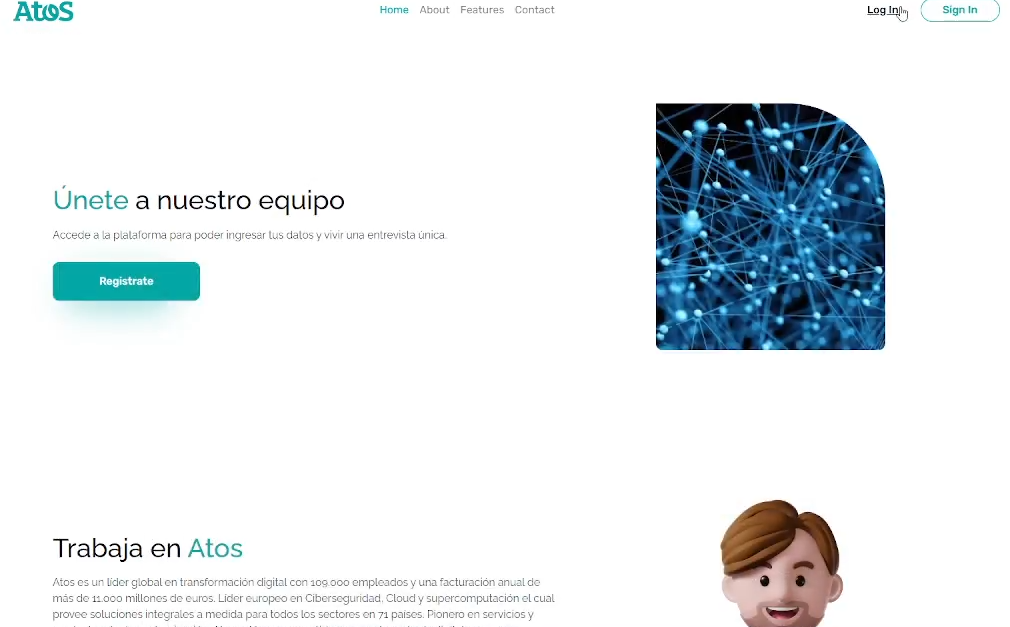 Atos
Home About Features Contact
Log In
Sign In
Únete a nuestro equipo
Accede a la plataforma para poder ingresar tus datos y vivir una entrevista única.
Registrate
Trabaja en Atos
Atos es un líder global en transformación digital con 109.000 empleados y una facturación anual de
más de 11.000 millones de euros. Líder europeo en Ciberseguridad, Cloud y supercomputación el cual
provee soluciones integrales a medida para todos los sectores en 71 países. Pionero en servicios y